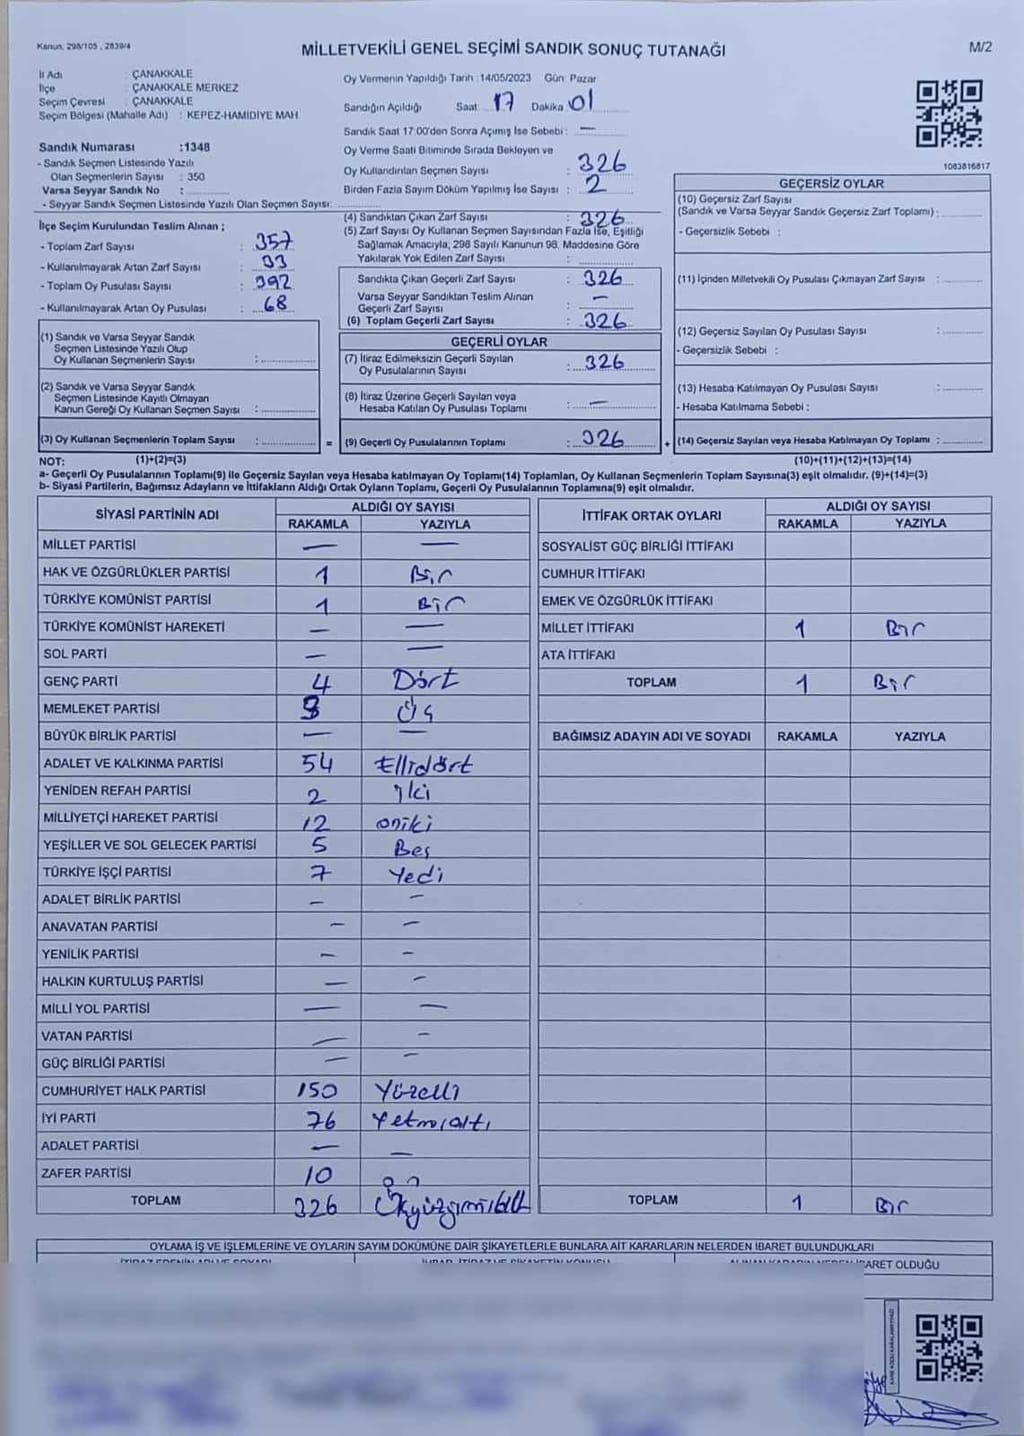 Kanun, 298/105 , 2839/4
MİLLETVEKİLİ GENEL SEÇİMİ SANDIK SONUÇ TUTANAĞI
M/2
İl Adı : ÇANAKKALE
İlçe : ÇANAKKALE MERKEZ
Seçim Çevresi : ÇANAKKALE
Seçim Bölgesi (Mahalle Adı) : KEPEZ-HAMİDİYE MAH.
Sandık Numarası :1348
- Sandık Seçmen Listesinde Yazılı
Olan Seçmenlerin Sayısı : 350
Varsa Seyyar Sandık No :
- Seyyar Sandık Seçmen Listesinde Yazılı Olan Seçmen Sayısı:
Oy Vermenin Yapıldığı Tarih :14/05/2023 Gün: Pazar
Sandığın Açıldığı Saat: 17 Dakika: 01
Sandık Saat 17:00'den Sonra Açımış İse Sebebi : —
Oy Verme Saati Bitiminde Sırada Bekleyen ve
Oy Kullandırılan Seçmen Sayısı : 326
Birden Fazla Sayım Döküm Yapılmış İse Sayısı : 2
1083816817
İlçe Seçim Kurulundan Teslim Alınan ;
- Toplam Zarf Sayısı : 357
- Kullanılmayarak Artan Zarf Sayısı : 33
- Toplam Oy Pusulası Sayısı : 392
- Kullanılmayarak Artan Oy Pusulası : 68
(4) Sandıktan Çıkan Zarf Sayısı : 326
(5) Zarf Sayısı Oy Kullanan Seçmen Sayısından Fazla İse, Eşitliği
Sağlamak Amacıyla, 298 Sayılı Kanunun 98. Maddesine Göre
Yakılarak Yok Edilen Zarf Sayısı :
Sandıkta Çıkan Geçerli Zarf Sayısı : 326
Varsa Seyyar Sandıktan Teslim Alınan
Geçerli Zarf Sayısı : —
(6) Toplam Geçerli Zarf Sayısı : 326
GEÇERLİ OYLAR
(7) İtiraz Edilmeksizin Geçerli Sayılan
Oy Pusulalarının Sayısı : 326
(8) İtiraz Üzerine Geçerli Sayılan veya
Hesaba Katılan Oy Pusulası Toplamı : —
(9) Geçerli Oy Pusulalarının Toplamı : 326
GEÇERSİZ OYLAR
(10) Geçersiz Zarf Sayısı
(Sandık ve Varsa Seyyar Sandık Geçersiz Zarf Toplamı) :
- Geçersizlik Sebebi :
(11) İçinden Milletvekili Oy Pusulası Çıkmayan Zarf Sayısı :
(12) Geçersiz Sayılan Oy Pusulası Sayısı :
- Geçersizlik Sebebi :
(13) Hesaba Katılmayan Oy Pusulası Sayısı :
- Hesaba Katılmama Sebebi :
+ (14) Geçersiz Sayılan veya Hesaba Katılmayan Oy Toplamı :
(10)+(11)+(12)+(13)=(14)
(1) Sandık ve Varsa Seyyar Sandık
Seçmen Listesinde Yazılı Olup
Oy Kullanan Seçmenlerin Sayısı :
(2) Sandık ve Varsa Seyyar Sandık
Seçmen Listesinde Kayıtlı Olmayan
Kanun Gereği Oy Kullanan Seçmen Sayısı :
(3) Oy Kullanan Seçmenlerin Toplam Sayısı : =
NOT: (1)+(2)=(3)
a- Geçerli Oy Pusulalarının Toplamı(9) ile Geçersiz Sayılan veya Hesaba katılmayan Oy Toplamı(14) Toplamları, Oy Kullanan Seçmenlerin Toplam Sayısına(3) eşit olmalıdır. (9)+(14)=(3)
b- Siyasi Partilerin, Bağımsız Adayların ve İttifakların Aldığı Ortak Oyların Toplamı, Geçerli Oy Pusulalarının Toplamına(9) eşit olmalıdır.
SİYASİ PARTİNİN ADI ALDIĞI OY SAYISI
RAKAMLA YAZIYLA
MİLLET PARTİSİ — —
HAK VE ÖZGÜRLÜKLER PARTİSİ 1 Bir
TÜRKİYE KOMÜNİST PARTİSİ 1 Bir
TÜRKİYE KOMÜNİST HAREKETİ — —
SOL PARTİ — —
GENÇ PARTİ 4 Dört
MEMLEKET PARTİSİ 3 Üç
BÜYÜK BİRLİK PARTİSİ — —
ADALET VE KALKINMA PARTİSİ 54 Ellidört
YENİDEN REFAH PARTİSİ 2 İki
MİLLİYETÇİ HAREKET PARTİSİ 12 oniki
YEŞİLLER VE SOL GELECEK PARTİSİ 5 Beş
TÜRKİYE İŞÇİ PARTİSİ 7 Yedi
ADALET BİRLİK PARTİSİ — —
ANAVATAN PARTİSİ — —
YENİLİK PARTİSİ — —
HALKIN KURTULUŞ PARTİSİ — —
MİLLİ YOL PARTİSİ — —
VATAN PARTİSİ — —
GÜÇ BİRLİĞİ PARTİSİ — —
CUMHURİYET HALK PARTİSİ 150 Yüzelli
İYİ PARTİ 76 Yetmişaltı
ADALET PARTİSİ — —
ZAFER PARTİSİ 10 on
TOPLAM 326
İTTİFAK ORTAK OYLARI ALDIĞI OY SAYISI
RAKAMLA YAZIYLA
SOSYALİST GÜÇ BİRLİĞİ İTTİFAKI
CUMHUR İTTİFAKI
EMEK VE ÖZGÜRLÜK İTTİFAKI
MİLLET İTTİFAKI 1 Bir
ATA İTTİFAKI
TOPLAM 1 Bir
BAĞIMSIZ ADAYIN ADI VE SOYADI RAKAMLA YAZIYLA
TOPLAM 1 Bir
OYLAMA İŞ VE İŞLEMLERİNE VE OYLARIN SAYIM DÖKÜMÜNE DAİR ŞİKAYETLERLE BUNLARA AİT KARARLARIN NELERDEN İBARET BULUNDUKLARI
İTİRAZ EDENİN ADI VE SOYADI İHBAR, İTİRAZ VE ŞİKAYETİN KONUSU ALINAN KARARIN NEDEN İBARET OLDUĞU